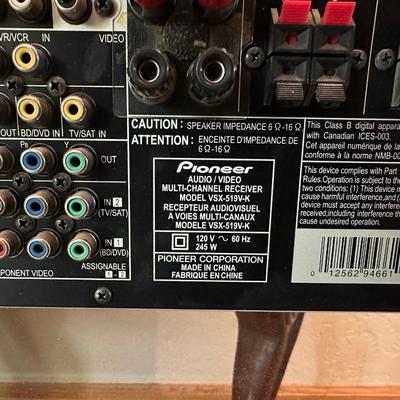 VR/VCR IN VIDEO
OUT BD/DVD IN TV/SAT IN
PB Y
OUT
IN 2
(TV/SAT)
IN 1
(BD/DVD)
ASSIGNABLE
1 - 2
COMPONENT VIDEO
CAUTION: SPEAKER IMPEDANCE 6 Ω-16 Ω.
ATTENTION: ENCEINTE D'IMPEDANCE DE
6 Ω-16 Ω.
Pioneer
AUDIO / VIDEO
MULTI-CHANNEL RECEIVER
MODEL VSX-519V-K
RECEPTEUR AUDIOVISUEL
A VOIES MULTI-CANAUX
MODELE VSX-519V-K
120 V ~ 60 Hz
245 W
PIONEER CORPORATION
MADE IN CHINA
FABRIQUE EN CHINE
This Class B digital appara
with Canadian ICES-003.
Cet appareil numérique de la
conforme à la norme NMB-00
This device complies with Part
Rules.Operation is subject to the
two conditions: (1) This device m
cause harmful interference,and (
device must accept any interfere
received,including interference
cause undesired operation.
0 12562 94661